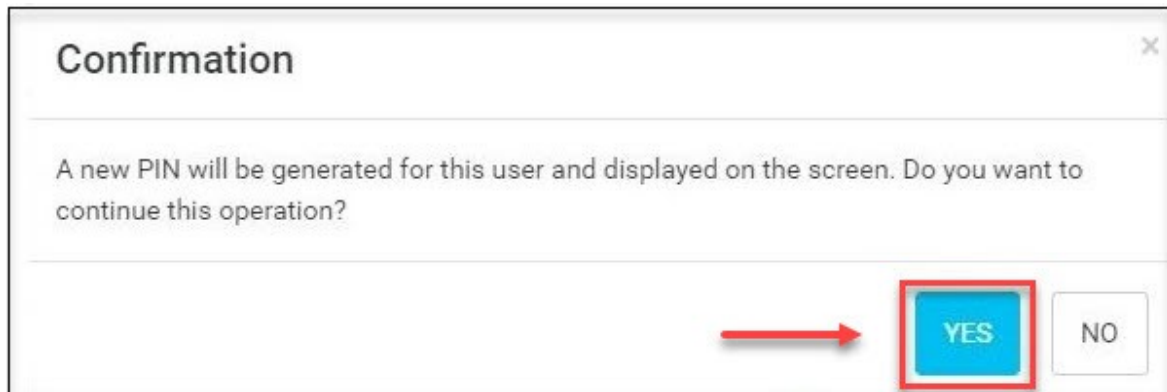 Confirmation
A new PIN will be generated for this user and displayed on the screen. Do you want to
continue this operation?
YES
NO